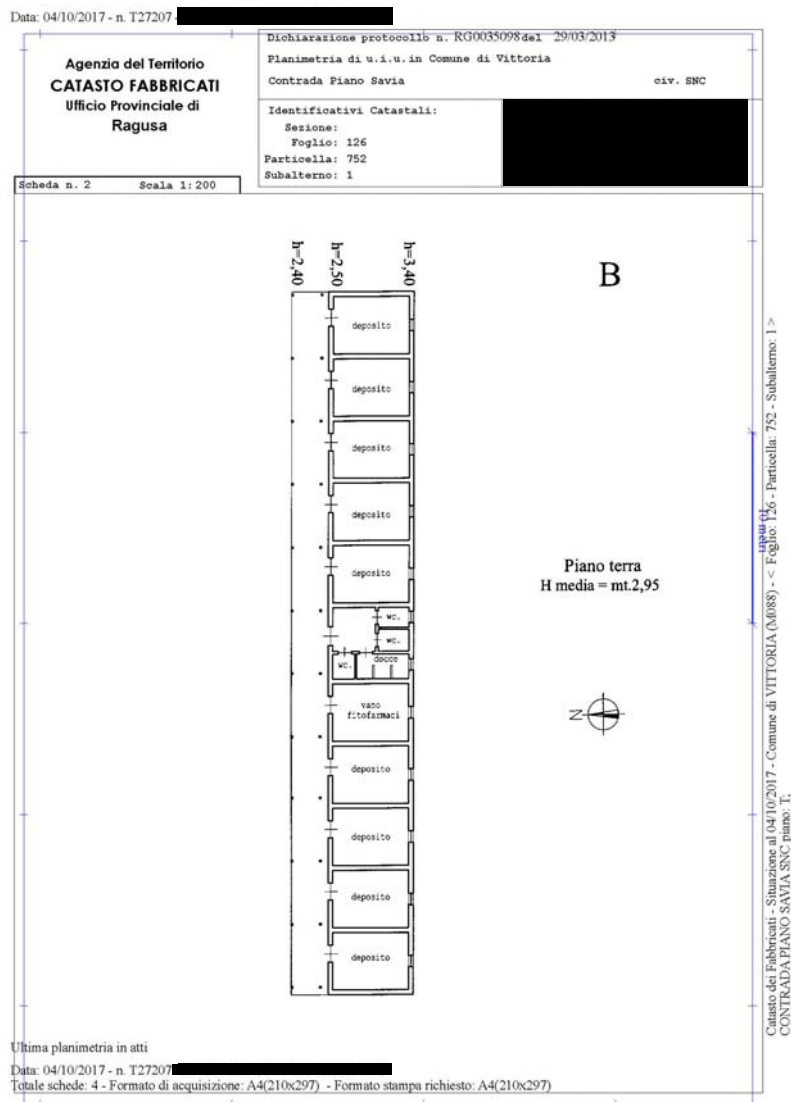 Data: 04/10/2017 - n. T27207 -
Agenzia del Territorio
CATASTO FABBRICATI
Ufficio Provinciale di
Ragusa
Dichiarazione protocollo n. RG0035098 del 29/03/2013
Planimetria di u.i.u. in Comune di Vittoria
Contrada Piano Savia civ. SNC
Identificativi Catastali:
Sezione:
Foglio: 126
Particella: 752
Subalterno: 1
Scheda n. 2 Scala 1:200
h=2,40
h=2,50
h=3,40
B
deposito
deposito
deposito
deposito
deposito
wc.
wc.
wc.
docce
vano
fitofarmaci
deposito
deposito
deposito
deposito
Piano terra
H media = mt.2,95
N
10 metri
Catasto dei Fabbricati - Situazione al 04/10/2017 - Comune di VITTORIA (M088) - < Foglio: 126 - Particella: 752 - Subalterno: 1 >
CONTRADA PIANO SAVIA SNC piano: T;
Ultima planimetria in atti
Data: 04/10/2017 - n. T27207
Totale schede: 4 - Formato di acquisizione: A4(210x297) - Formato stampa richiesto: A4(210x297)